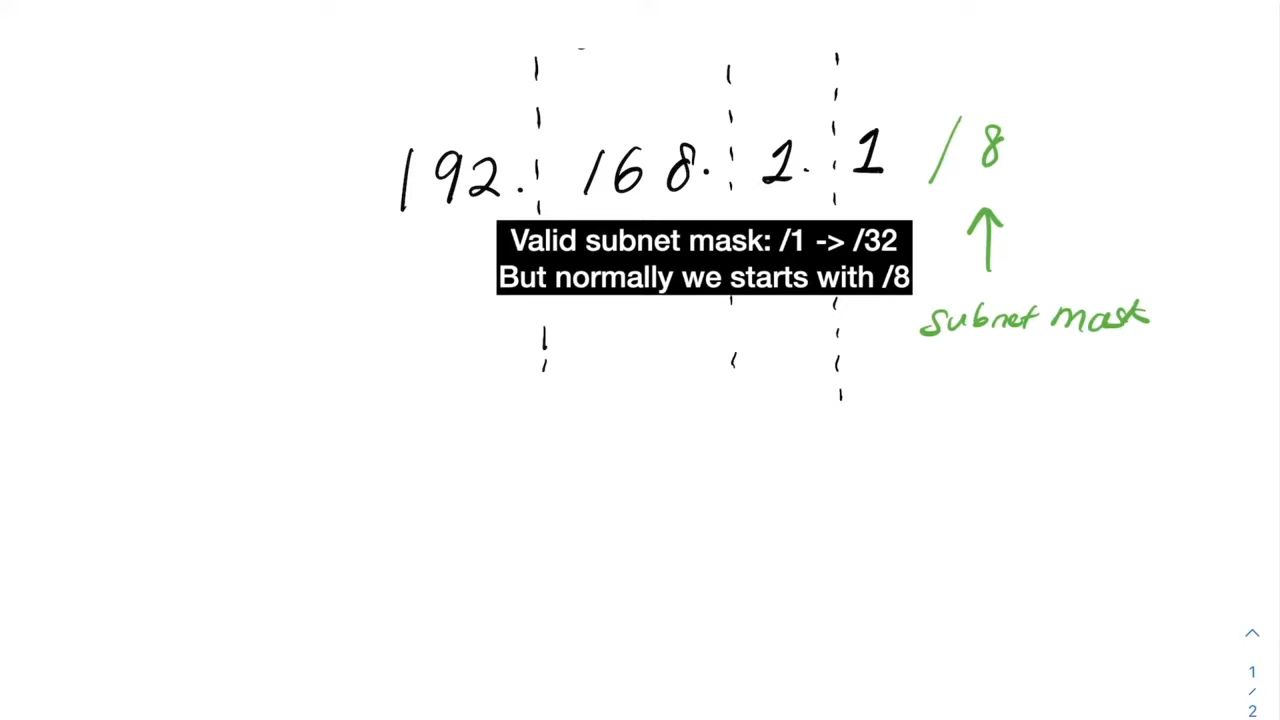 192. 168. 1. 1 / 8
Valid subnet mask: /1 -> /32
But normally we starts with /8
subnet mask
1
/
2